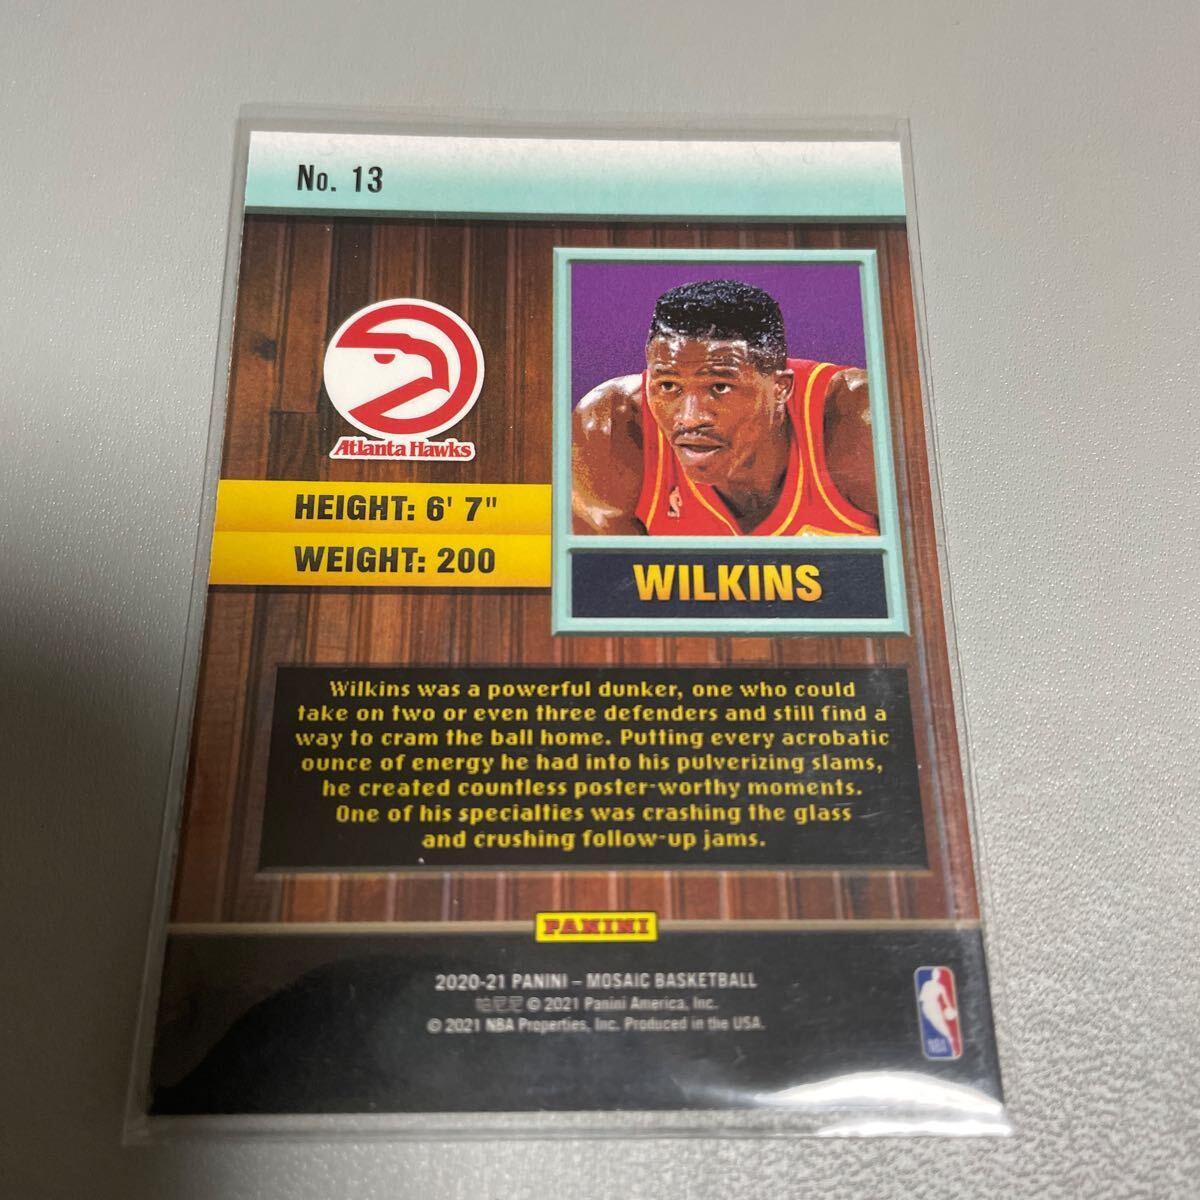 No. 13
Atlanta Hawks
HEIGHT: 6' 7"
WEIGHT: 200
WILKINS
Wilkins was a powerful dunker, one who could
take on two or even three defenders and still find a
way to cram the ball home. Putting every acrobatic
ounce of energy he had into his pulverizing slams,
he created countless poster-worthy moments.
One of his specialties was crashing the glass
and crushing follow-up jams.
PANINI
2020-21 PANINI – MOSAIC BASKETBALL
帕尼尼 © 2021 Panini America, Inc.
© 2021 NBA Properties, Inc. Produced in the USA.
NBA